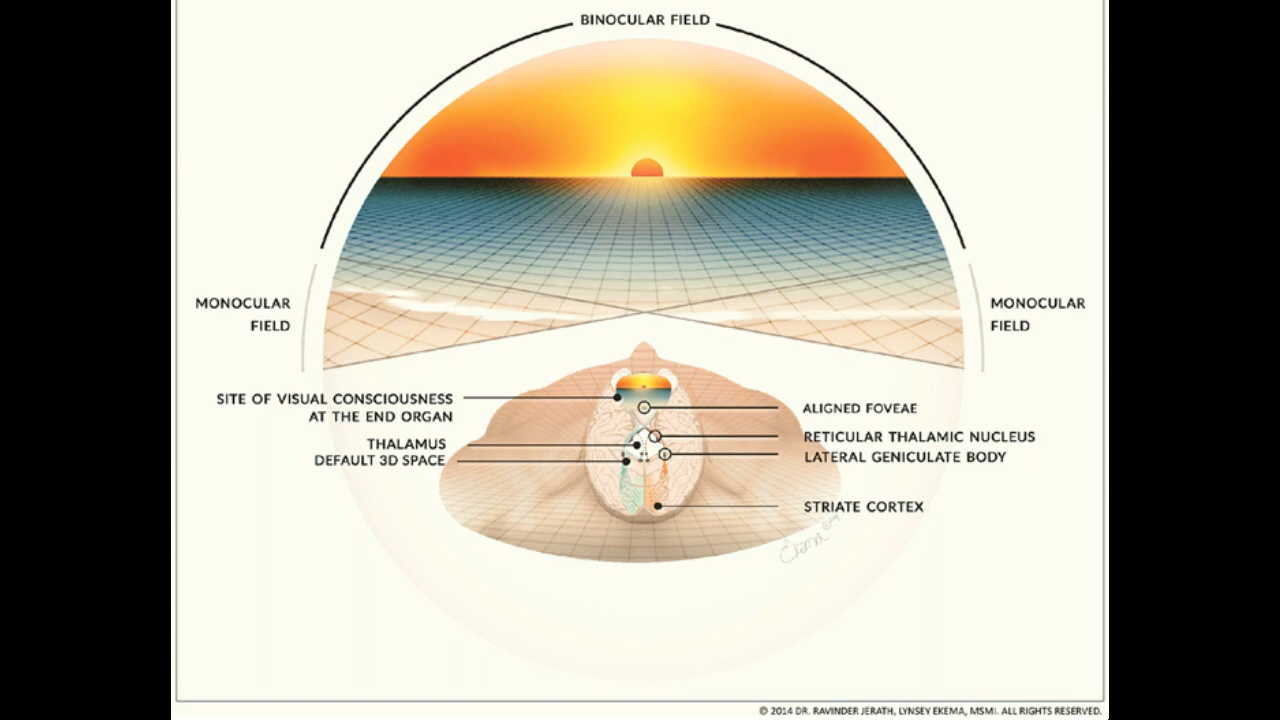 BINOCULAR FIELD
MONOCULAR
FIELD
MONOCULAR
FIELD
SITE OF VISUAL CONSCIOUSNESS
AT THE END ORGAN
THALAMUS
DEFAULT 3D SPACE
ALIGNED FOVEAE
RETICULAR THALAMIC NUCLEUS
LATERAL GENICULATE BODY
STRIATE CORTEX
Ekema
© 2014 DR. RAVINDER JERATH, LYNSEY EKEMA, MSMI. ALL RIGHTS RESERVED.